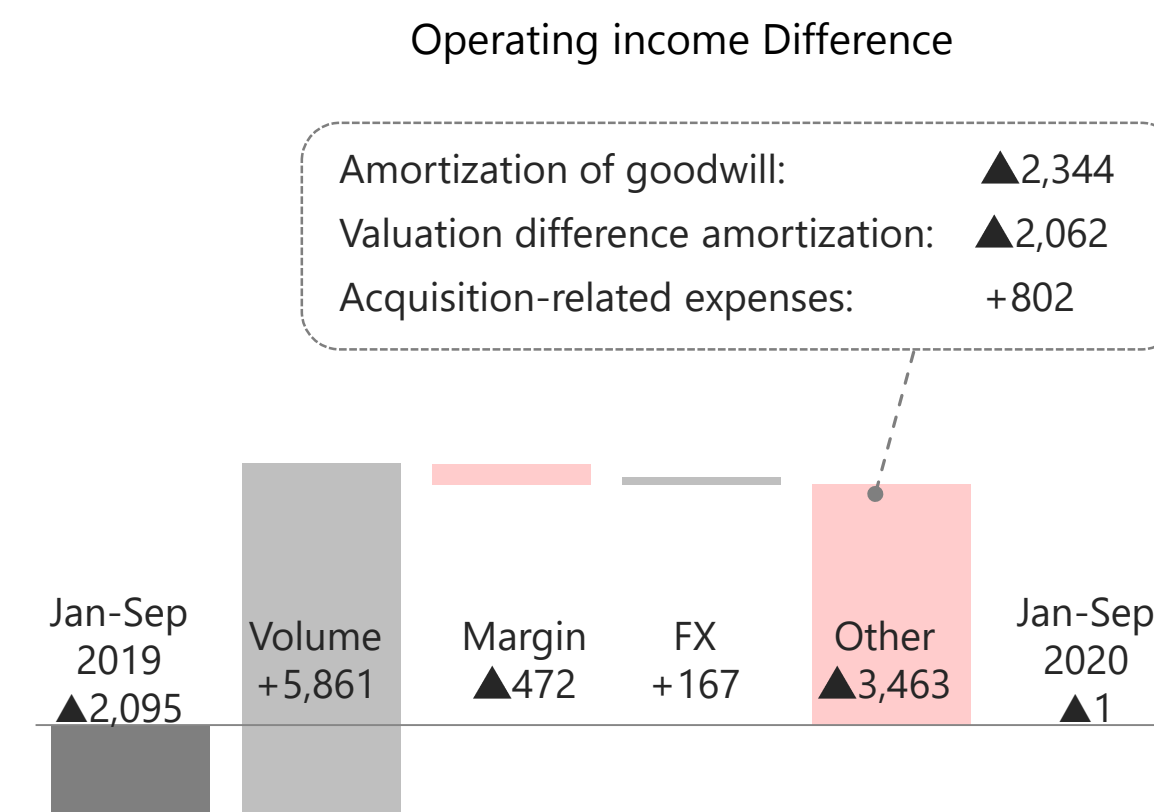 Operating income Difference
Amortization of goodwill: ▲2,344
Valuation difference amortization: ▲2,062
Acquisition-related expenses: +802
Jan-Sep
2019
▲2,095
Volume
+5,861
Margin
▲472
FX
+167
Other
▲3,463
Jan-Sep
2020
▲1